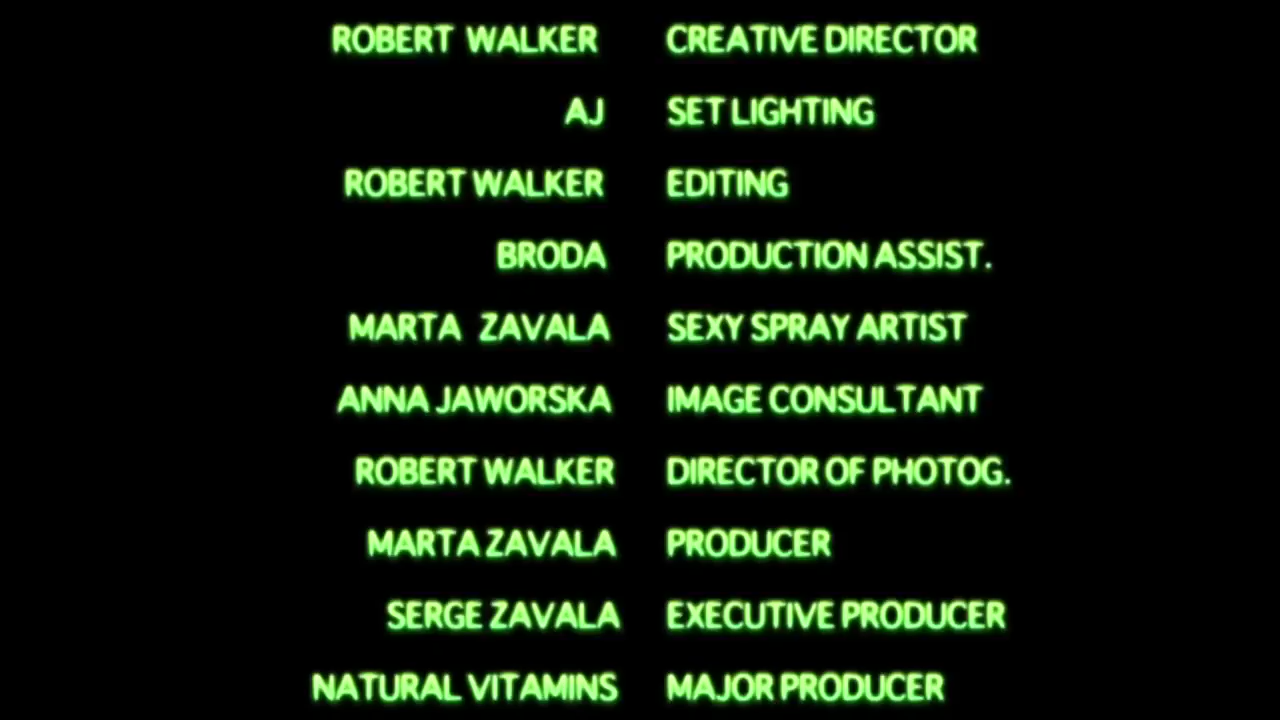 ROBERT WALKER CREATIVE DIRECTOR
AJ SET LIGHTING
ROBERT WALKER EDITING
BRODA PRODUCTION ASSIST.
MARTA ZAVALA SEXY SPRAY ARTIST
ANNA JAWORSKA IMAGE CONSULTANT
ROBERT WALKER DIRECTOR OF PHOTOG.
MARTA ZAVALA PRODUCER
SERGE ZAVALA EXECUTIVE PRODUCER
NATURAL VITAMINS MAJOR PRODUCER